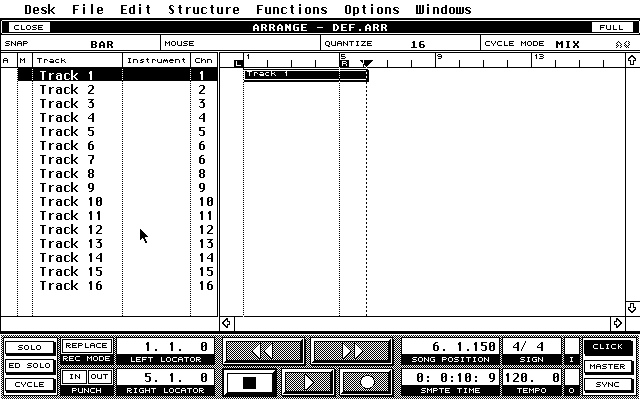 Desk File Edit Structure Functions Options Windows
CLOSE ARRANGE - DEF.ARR FULL
SNAP BAR MOUSE QUANTIZE 16 CYCLE MODE MIX
A M Track Instrument Chn 1 5 9 13
L R
Track 1 1 Track 1
Track 2 2
Track 3 3
Track 4 4
Track 5 5
Track 6 6
Track 7 6
Track 8 8
Track 9 9
Track 10 10
Track 11 11
Track 12 12
Track 13 13
Track 14 14
Track 15 15
Track 16 16
SOLO REPLACE 1. 1. 0 6. 1.150 4/ 4 CLICK
REC MODE LEFT LOCATOR SONG POSITION SIGN I
ED SOLO MASTER
CYCLE IN OUT 5. 1. 0 0: 0:10: 9 120. 0 SYNC
PUNCH RIGHT LOCATOR SMPTE TIME TEMPO O